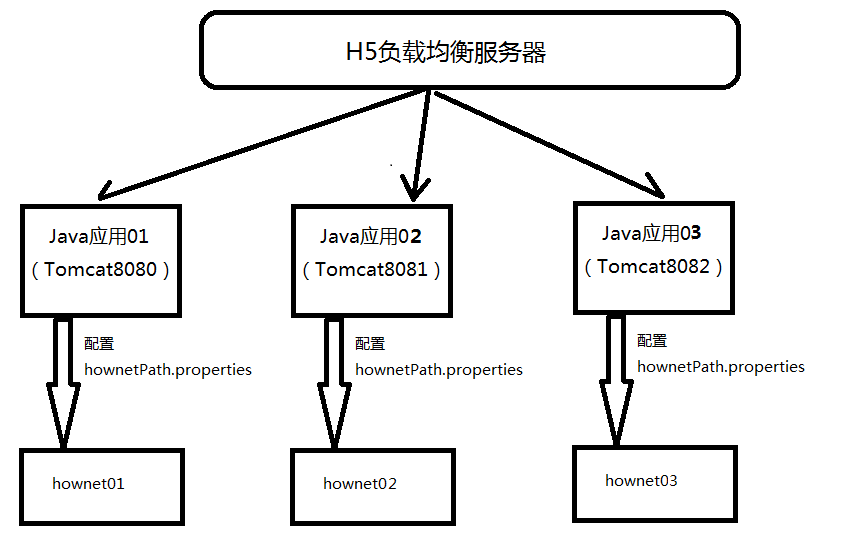 H5负载均衡服务器
Java应用01
（Tomcat8080）
Java应用02
（Tomcat8081）
Java应用03
（Tomcat8082）
配置
hownetPath.properties
配置
hownetPath.properties
配置
hownetPath.properties
hownet01
hownet02
hownet03